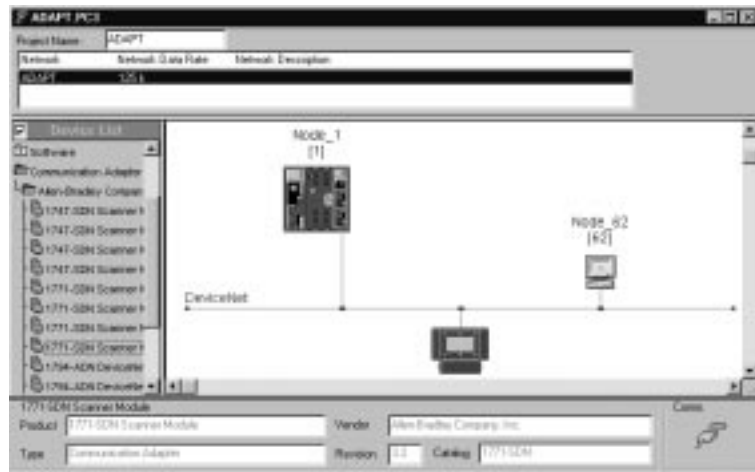 ADAPT.PC3
Project Name: ADAPT
Network Network Data Rate Network Description
ADAPT 125 k
Device List
Software
Communication Adapter
Allen-Bradley Compan
1747-SDN Scanner M
1747-SDN Scanner M
1747-SDN Scanner M
1747-SDN Scanner M
1771-SDN Scanner M
1771-SDN Scanner M
1771-SDN Scanner M
1771-SDN Scanner M
1794-ADN DeviceNe
1794-ADN DeviceNe
Node_1
[1]
Node_62
[62]
DeviceNet
1771-SDN Scanner Module
Product 1771-SDN Scanner Module Vendor Allen-Bradley Company, Inc.
Type Communication Adapter Revision Catalog 1771-SDN
Comms